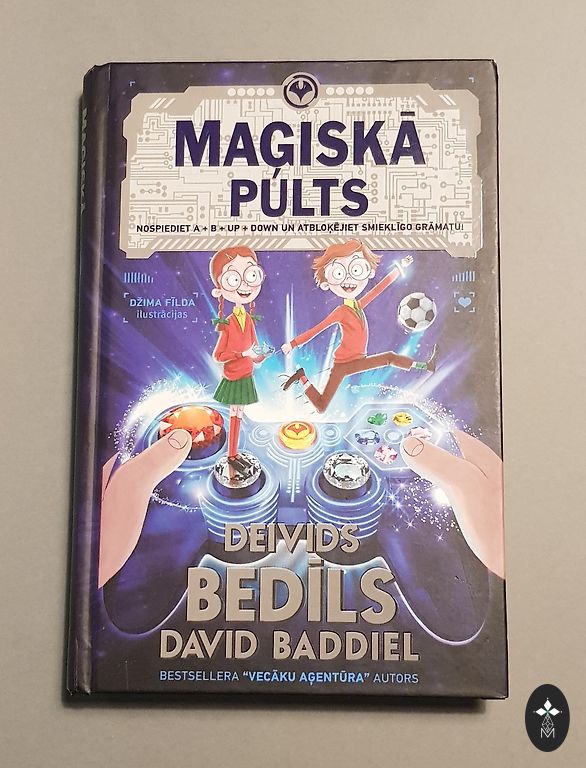 MAĢISKĀ
PULTS
NOSPIEDIET A + B + UP + DOWN UN ATBLOĶĒJIET SMIEKLĪGO GRĀMATU!
DŽIMA FĪLDA
ilustrācijas
DEIVIDS
BEDĪLS
DAVID BADDIEL
BESTSELLERA "VECĀKU AĢENTŪRA" AUTORS
M